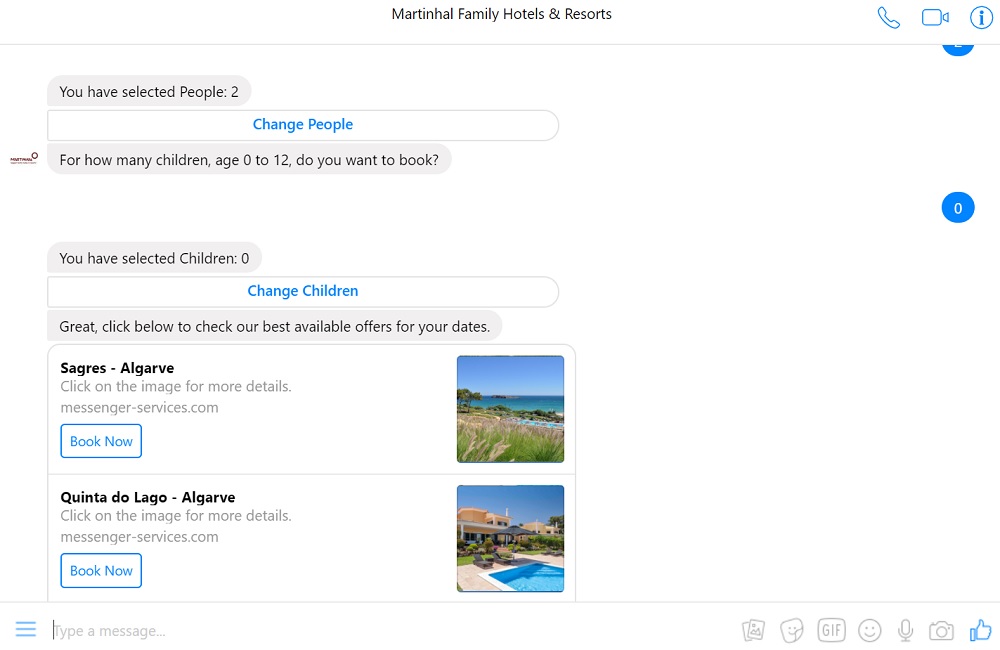 Martinhal Family Hotels & Resorts
You have selected People: 2
Change People
MARTINHAL
For how many children, age 0 to 12, do you want to book?
0
You have selected Children: 0
Change Children
Great, click below to check our best available offers for your dates.
Sagres - Algarve
Click on the image for more details.
messenger-services.com
Book Now
Quinta do Lago - Algarve
Click on the image for more details.
messenger-services.com
Book Now
Type a message...
GIF